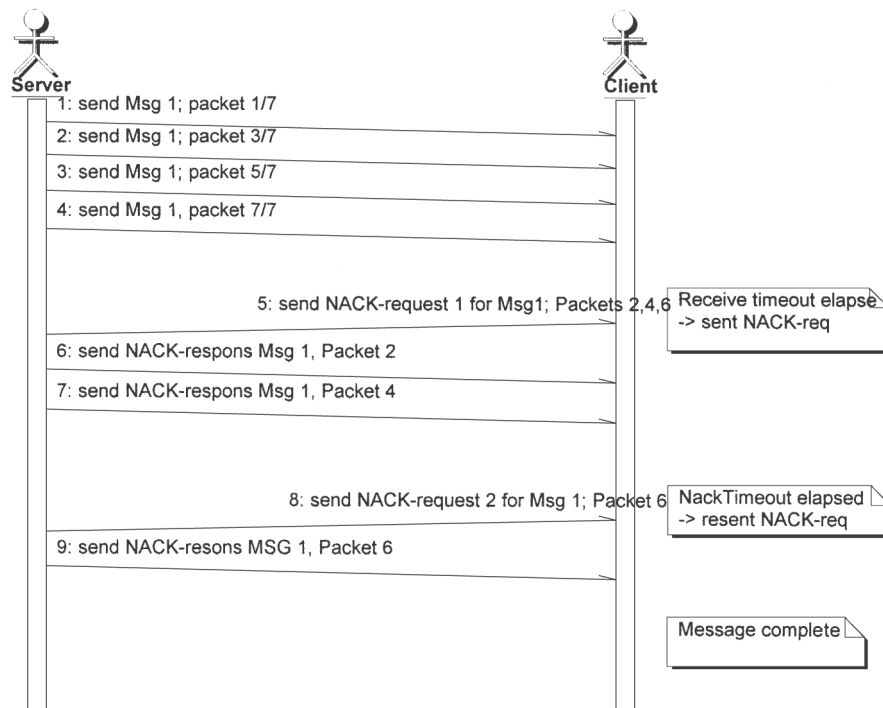 Server
Client
1: send Msg 1; packet 1/7
2: send Msg 1; packet 3/7
3: send Msg 1; packet 5/7
4: send Msg 1, packet 7/7
5: send NACK-request 1 for Msg1; Packets 2,4,6
Receive timeout elapse
-> sent NACK-req
6: send NACK-respons Msg 1, Packet 2
7: send NACK-respons Msg 1, Packet 4
8: send NACK-request 2 for Msg 1; Packet 6
NackTimeout elapsed
-> resent NACK-req
9: send NACK-resons MSG 1, Packet 6
Message complete